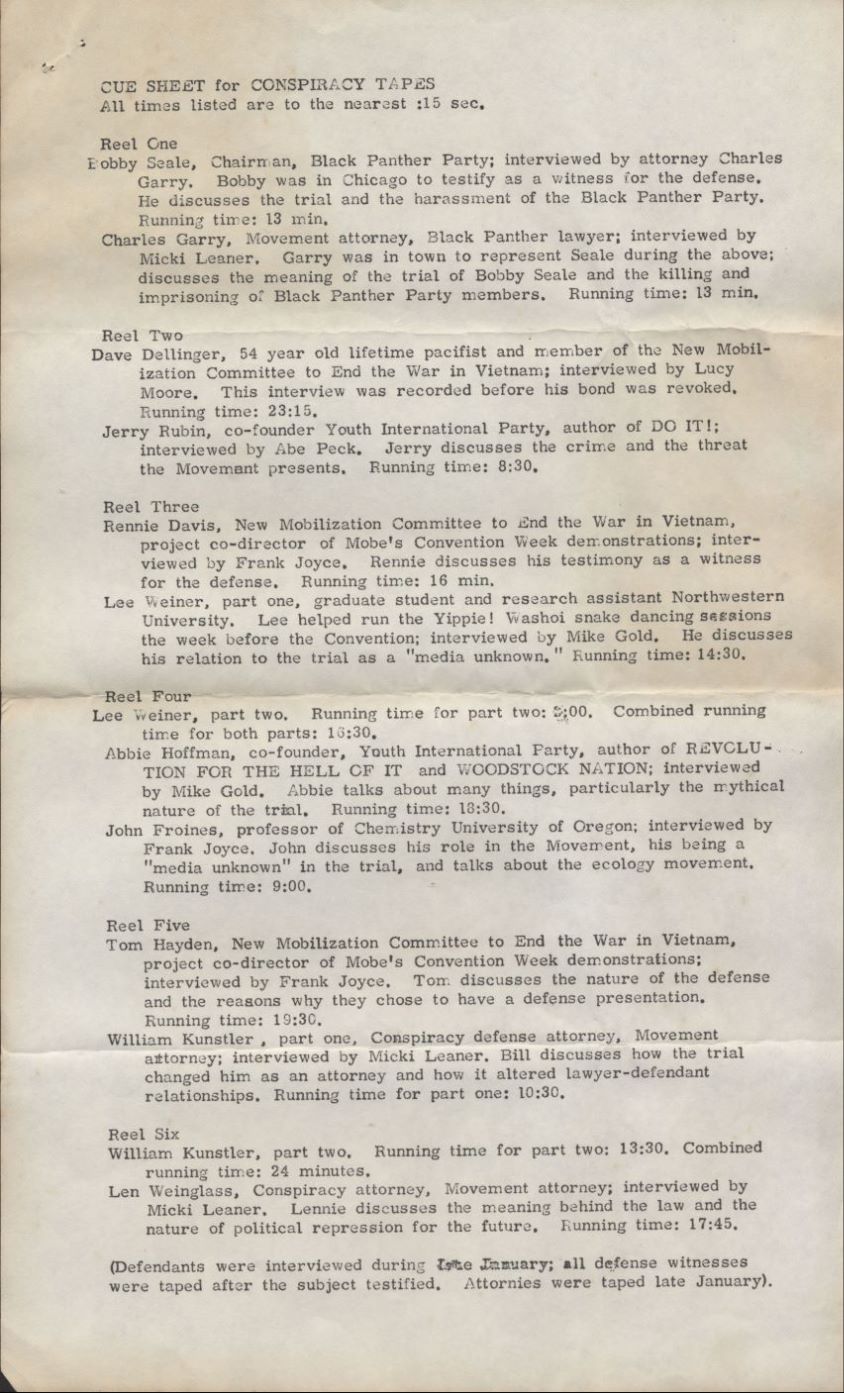 CUE SHEET for CONSPIRACY TAPES
All times listed are to the nearest :15 sec.
Reel One
Bobby Seale, Chairman, Black Panther Party; interviewed by attorney Charles
Garry. Bobby was in Chicago to testify as a witness for the defense.
He discusses the trial and the harassment of the Black Panther Party.
Running time: 13 min.
Charles Garry, Movement attorney, Black Panther lawyer; interviewed by
Micki Leaner. Garry was in town to represent Seale during the above;
discusses the meaning of the trial of Bobby Seale and the killing and
imprisoning of Black Panther Party members. Running time: 13 min.
Reel Two
Dave Dellinger, 54 year old lifetime pacifist and member of the New Mobil-
ization Committee to End the War in Vietnam; interviewed by Lucy
Moore. This interview was recorded before his bond was revoked.
Running time: 23:15.
Jerry Rubin, co-founder Youth International Party, author of DO IT!;
interviewed by Abe Peck. Jerry discusses the crime and the threat
the Movement presents. Running time: 8:30.
Reel Three
Rennie Davis, New Mobilization Committee to End the War in Vietnam,
project co-director of Mobe's Convention Week demonstrations; inter-
viewed by Frank Joyce. Rennie discusses his testimony as a witness
for the defense. Running time: 16 min.
Lee Weiner, part one, graduate student and research assistant Northwestern
University. Lee helped run the Yippie! Washoi snake dancing sessions
the week before the Convention; interviewed by Mike Gold. He discusses
his relation to the trial as a "media unknown." Running time: 14:30.
Reel Four
Lee Weiner, part two. Running time for part two: Combined running
time for both parts: 16:30.
Abbie Hoffman, co-founder, Youth International Party, author of REVOLU-
TION FOR THE HELL OF IT and WOODSTOCK NATION; interviewed
by Mike Gold. Abbie talks about many things, particularly the mythical
nature of the trial. Running time: 18:30.
John Froines, professor of Chemistry University of Oregon; interviewed by
Frank Joyce. John discusses his role in the Movement, his being a
"media unknown" in the trial, and talks about the ecology movement.
Running time: 9:00.
Reel Five
Tom Hayden, New Mobilization Committee to End the War in Vietnam,
project co-director of Mobe's Convention Week demonstrations;
interviewed by Frank Joyce. Tom discusses the nature of the defense
and the reasons why they chose to have a defense presentation.
Running time: 19:30.
William Kunstler , part one, Conspiracy defense attorney, Movement
attorney; interviewed by Micki Leaner. Bill discusses how the trial
changed him as an attorney and how it altered lawyer-defendant
relationships. Running time for part one: 10:30.
Reel Six
William Kunstler, part two. Running time for part two: 13:30. Combined
running time: 24 minutes.
Len Weinglass, Conspiracy attorney, Movement attorney; interviewed by
Micki Leaner. Lennie discusses the meaning behind the law and the
nature of political repression for the future. Running time: 17:45.
(Defendants were interviewed during late January; all defense witnesses
were taped after the subject testified. Attornies were taped late January).